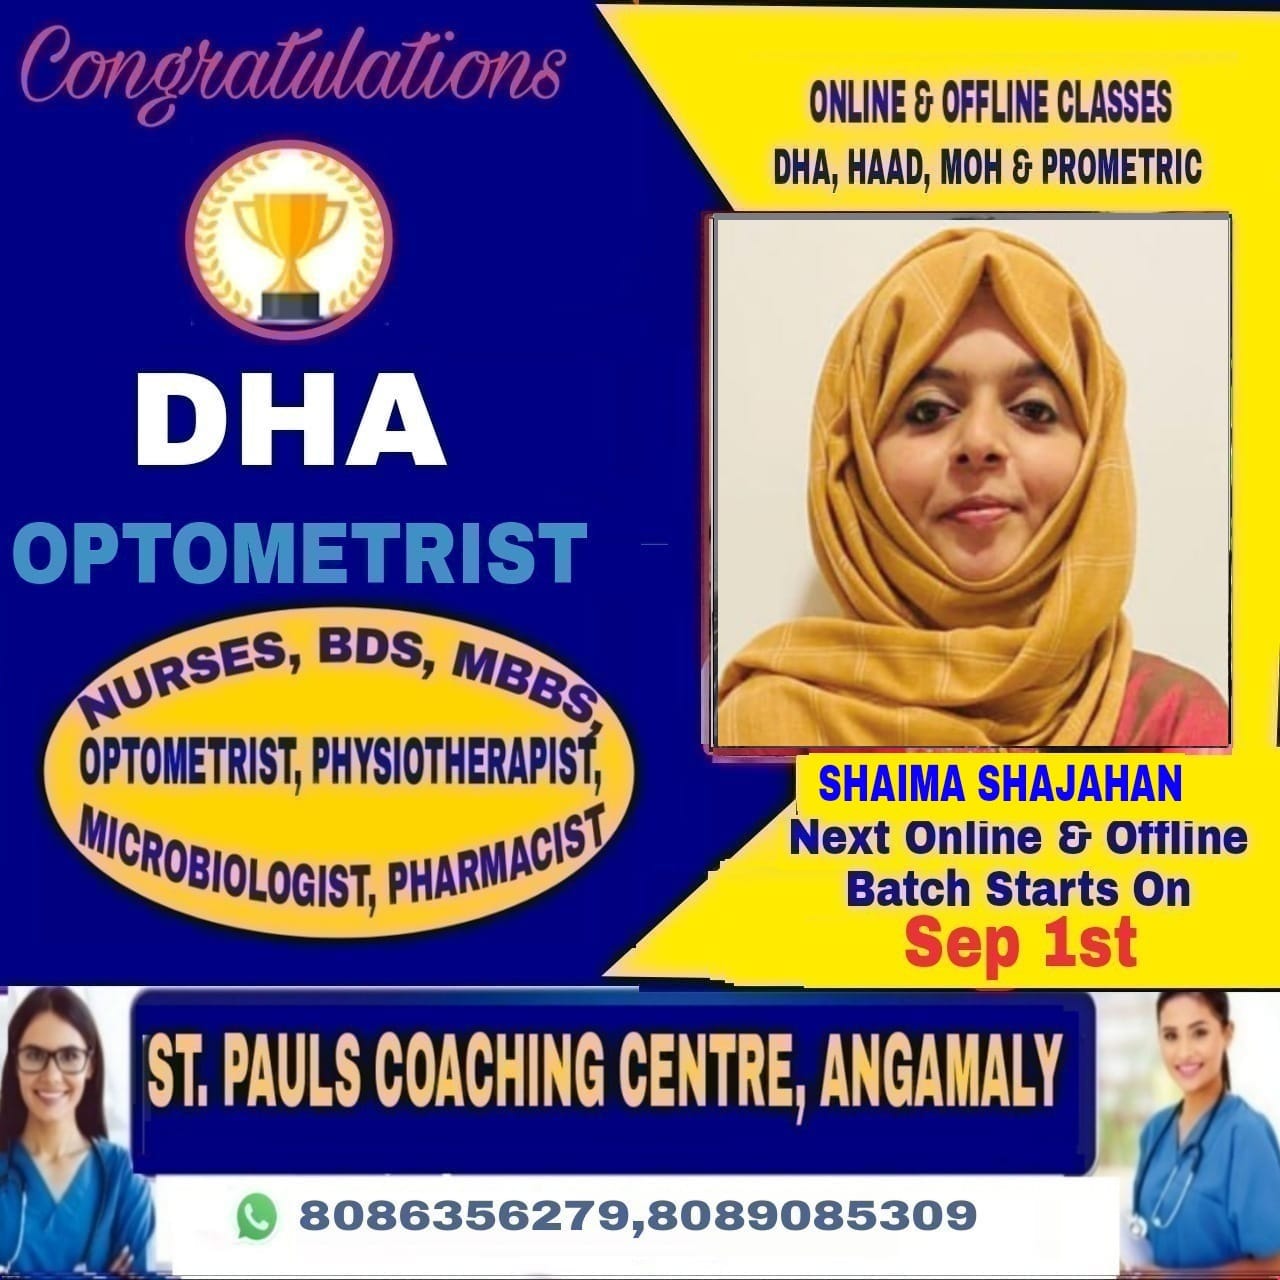 Congratulations
DHA
OPTOMETRIST
NURSES, BDS, MBBS,
OPTOMETRIST, PHYSIOTHERAPIST,
MICROBIOLOGIST, PHARMACIST
ONLINE & OFFLINE CLASSES
DHA, HAAD, MOH & PROMETRIC
SHAIMA SHAJAHAN
Next Online & Offline
Batch Starts On
Sep 1st
ST. PAULS COACHING CENTRE, ANGAMALY
8086356279,8089085309